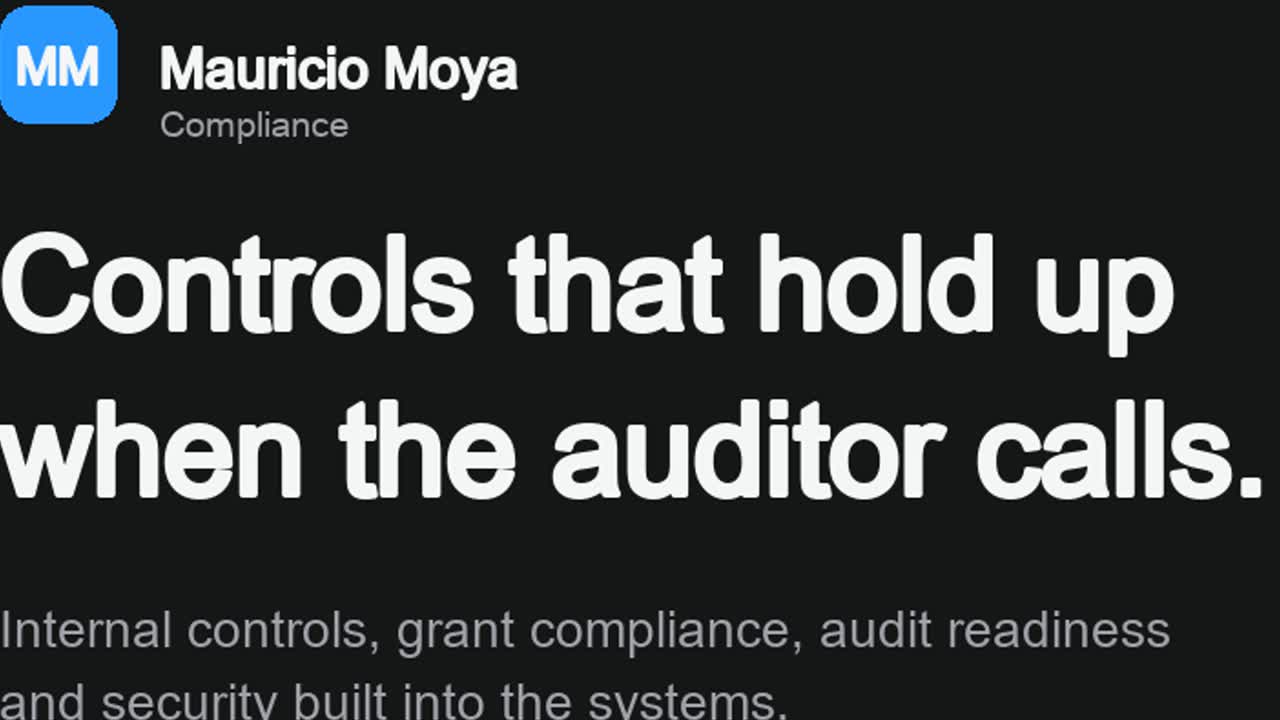 MM
Mauricio Moya
Compliance
Controls that hold up
when the auditor calls.
Internal controls, grant compliance, audit readiness
and security built into the systems.